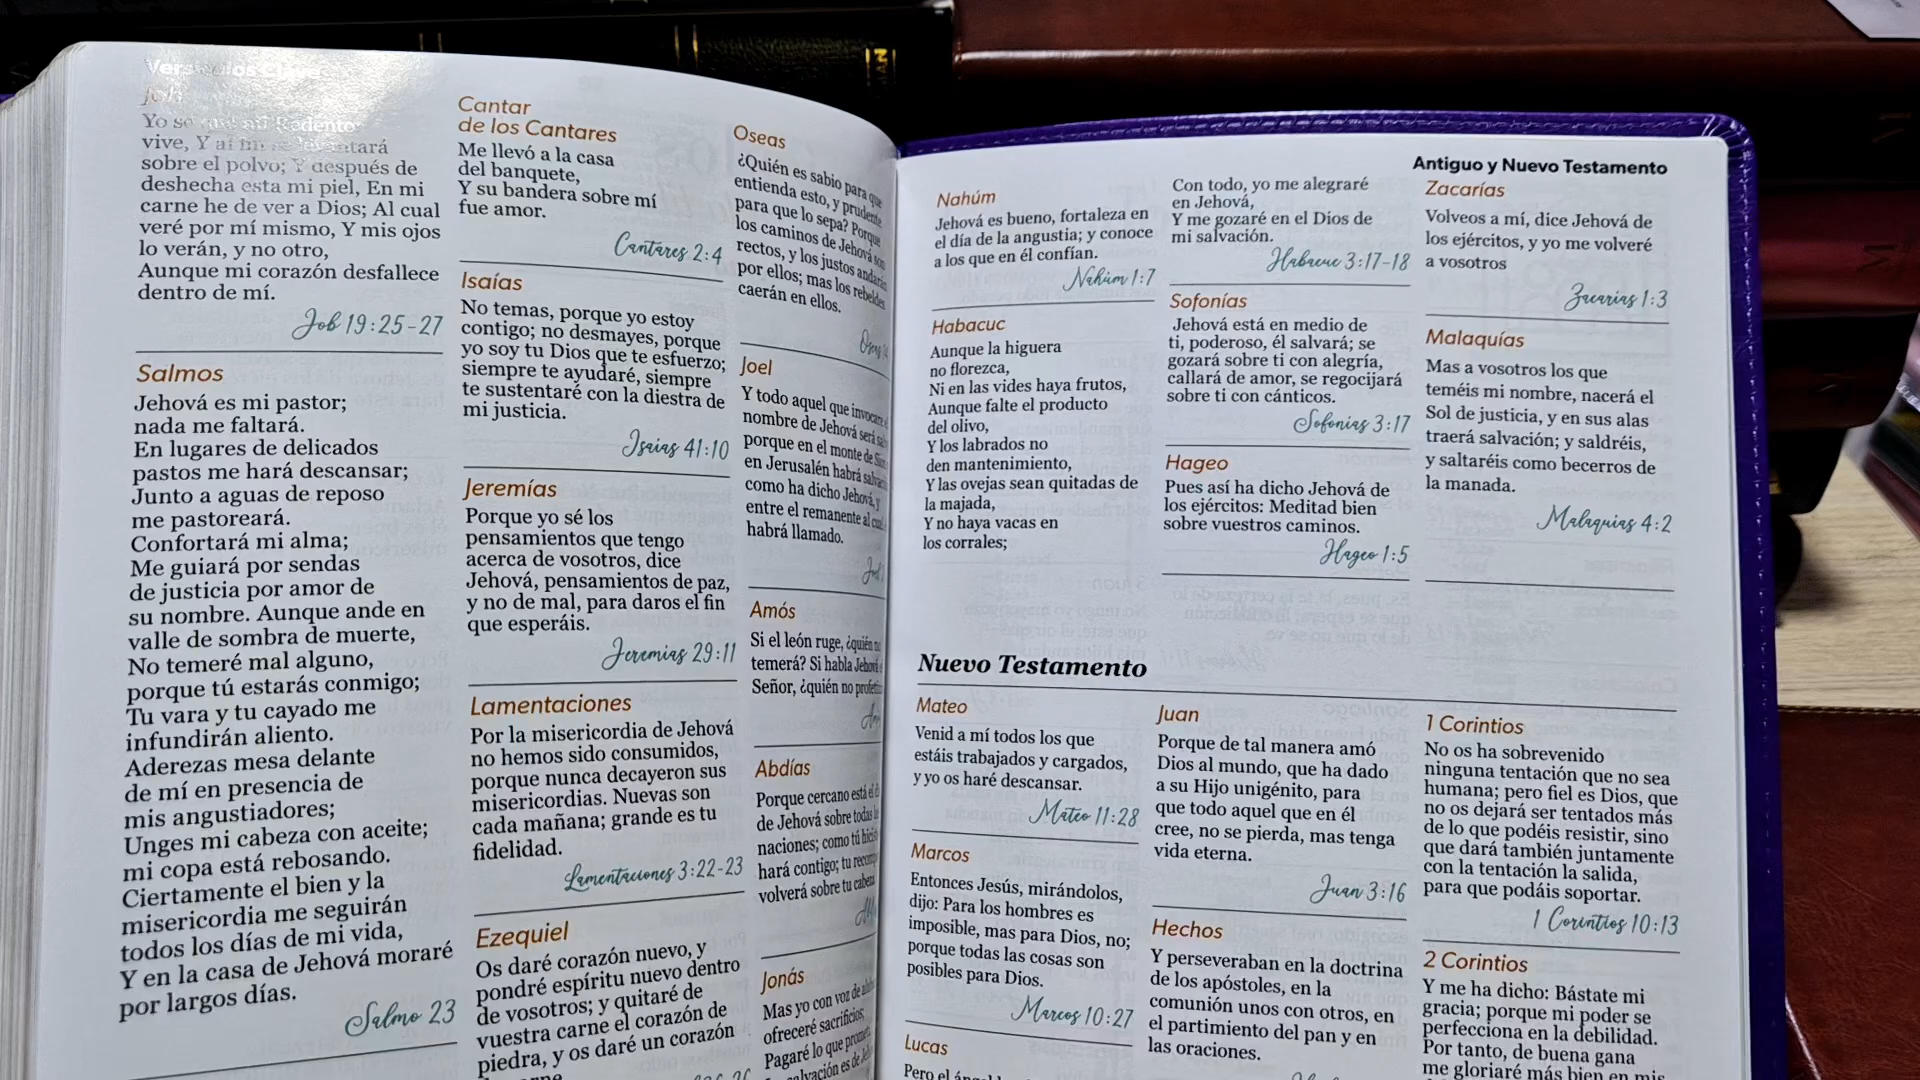 Versículos Clave
Job
Yo sé que mi Redentor
vive, Y al fin se levantará
sobre el polvo; Y después de
deshecha esta mi piel, En mi
carne he de ver a Dios; Al cual
veré por mí mismo, Y mis ojos
lo verán, y no otro,
Aunque mi corazón desfallece
dentro de mí.
Job 19:25-27
Salmos
Jehová es mi pastor;
nada me faltará.
En lugares de delicados
pastos me hará descansar;
Junto a aguas de reposo
me pastoreará.
Confortará mi alma;
Me guiará por sendas
de justicia por amor de
su nombre. Aunque ande en
valle de sombra de muerte,
No temeré mal alguno,
porque tú estarás conmigo;
Tu vara y tu cayado me
infundirán aliento.
Aderezas mesa delante
de mí en presencia de
mis angustiadores;
Unges mi cabeza con aceite;
mi copa está rebosando.
Ciertamente el bien y la
misericordia me seguirán
todos los días de mi vida,
Y en la casa de Jehová moraré
por largos días.
Salmo 23
Cantar
de los Cantares
Me llevó a la casa
del banquete,
Y su bandera sobre mí
fue amor.
Cantares 2:4
Isaías
No temas, porque yo estoy
contigo; no desmayes, porque
yo soy tu Dios que te esfuerzo;
siempre te ayudaré, siempre
te sustentaré con la diestra de
mi justicia.
Isaías 41:10
Jeremías
Porque yo sé los
pensamientos que tengo
acerca de vosotros, dice
Jehová, pensamientos de paz,
y no de mal, para daros el fin
que esperáis.
Jeremías 29:11
Lamentaciones
Por la misericordia de Jehová
no hemos sido consumidos,
porque nunca decayeron sus
misericordias. Nuevas son
cada mañana; grande es tu
fidelidad.
Lamentaciones 3:22-23
Ezequiel
Os daré corazón nuevo, y
pondré espíritu nuevo dentro
de vosotros; y quitaré de
vuestra carne el corazón de
piedra, y os daré un corazón
Oseas
¿Quién es sabio para que
entienda esto, y prudente
para que lo sepa? Porque
los caminos de Jehová son
rectos, y los justos andarán
por ellos; mas los rebeldes
caerán en ellos.
Joel
Y todo aquel que invocare el
nombre de Jehová será
porque en el monte de
en Jerusalén habrá
como ha dicho Jehová, y
entre el remanente al
habrá llamado.
Amós
Si el león ruge, ¿quién no
temerá? Si habla Jehová
Señor, ¿quién no
Abdías
Porque cercano está el
de Jehová sobre todas
naciones; como tú
hará contigo; tu
volverá sobre tu cabeza
Jonás
Mas yo con voz de
ofreceré sacrificios;
Pagaré lo que
Antiguo y Nuevo Testamento
Nahúm
Jehová es bueno, fortaleza en
el día de la angustia; y conoce
a los que en él confían.
Nahúm 1:7
Habacuc
Aunque la higuera
no florezca,
Ni en las vides haya frutos,
Aunque falte el producto
del olivo,
Y los labrados no
den mantenimiento,
Y las ovejas sean quitadas de
la majada,
Y no haya vacas en
los corrales;
Con todo, yo me alegraré
en Jehová,
Y me gozaré en el Dios de
mi salvación.
Habacuc 3:17-18
Sofonías
Jehová está en medio de
ti, poderoso, él salvará; se
gozará sobre ti con alegría,
callará de amor, se regocijará
sobre ti con cánticos.
Sofonías 3:17
Hageo
Pues así ha dicho Jehová de
los ejércitos: Meditad bien
sobre vuestros caminos.
Hageo 1:5
Zacarías
Volveos a mí, dice Jehová de
los ejércitos, y yo me volveré
a vosotros
Zacarías 1:3
Malaquías
Mas a vosotros los que
teméis mi nombre, nacerá el
Sol de justicia, y en sus alas
traerá salvación; y saldréis,
y saltaréis como becerros de
la manada.
Malaquías 4:2
Nuevo Testamento
Mateo
Venid a mí todos los que
estáis trabajados y cargados,
y yo os haré descansar.
Mateo 11:28
Marcos
Entonces Jesús, mirándolos,
dijo: Para los hombres es
imposible, mas para Dios, no;
porque todas las cosas son
posibles para Dios.
Marcos 10:27
Lucas
Juan
Porque de tal manera amó
Dios al mundo, que ha dado
a su Hijo unigénito, para
que todo aquel que en él
cree, no se pierda, mas tenga
vida eterna.
Juan 3:16
Hechos
Y perseveraban en la doctrina
de los apóstoles, en la
comunión unos con otros, en
el partimiento del pan y en
las oraciones.
1 Corintios
No os ha sobrevenido
ninguna tentación que no sea
humana; pero fiel es Dios, que
no os dejará ser tentados más
de lo que podéis resistir, sino
que dará también juntamente
con la tentación la salida,
para que podáis soportar.
1 Corintios 10:13
2 Corintios
Y me ha dicho: Bástate mi
gracia; porque mi poder se
perfecciona en la debilidad.
Por tanto, de buena gana
me gloriaré más bien en mis